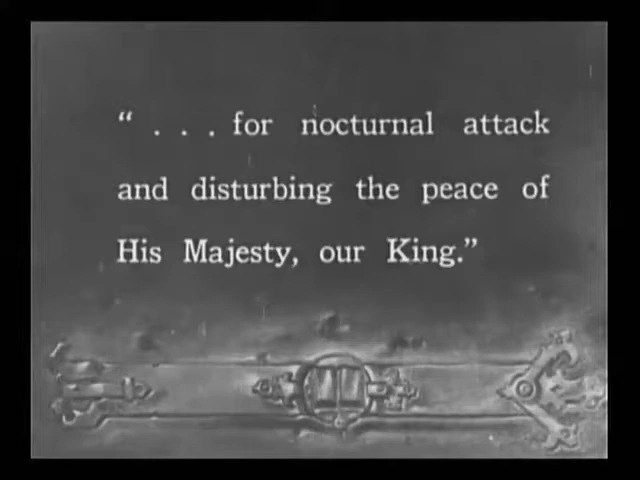 “ . . . for nocturnal attack
and disturbing the peace of
His Majesty, our King.”